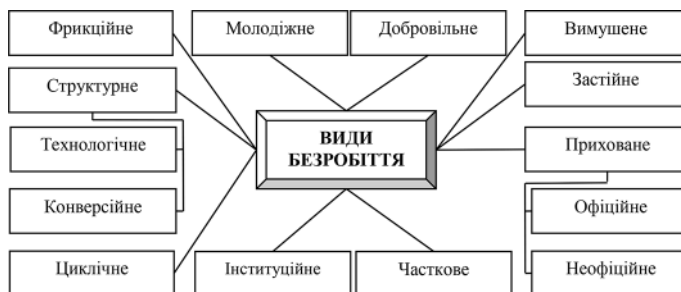 Фрикційне
Молодіжне
Добровільне
Вимушене
Структурне
Застійне
ВИДИ
БЕЗРОБІТТЯ
Технологічне
Приховане
Конверсійне
Офіційне
Циклічне
Інституційне
Часткове
Неофіційне